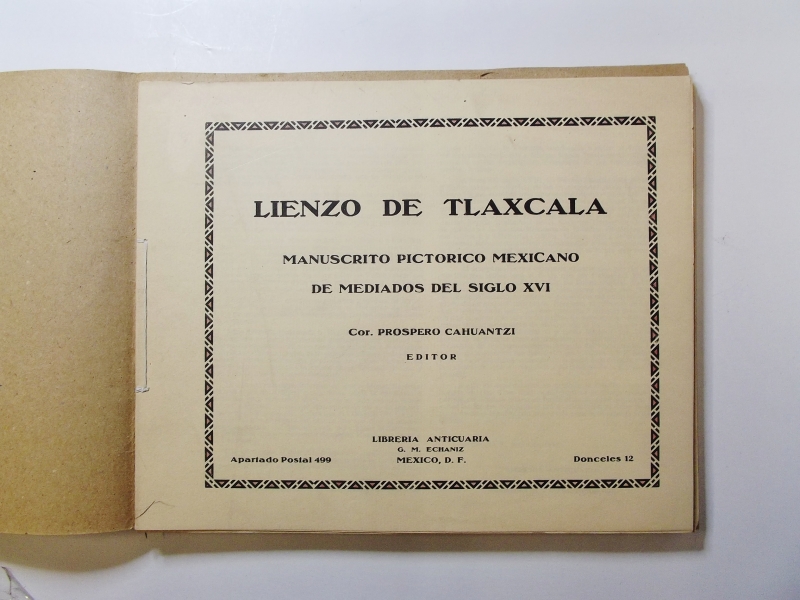 LIENZO DE TLAXCALA
MANUSCRITO PICTORICO MEXICANO
DE MEDIADOS DEL SIGLO XVI
Cor. PROSPERO CAHUANTZI
EDITOR
LIBRERIA ANTICUARIA
G. M. ECHANIZ
Apartado Postal 499 MEXICO, D. F. Donceles 12